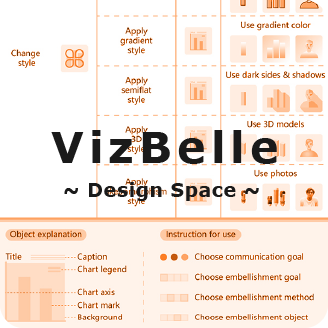 Change
style
Apply
gradient
style
Use gradient color
Apply
semiflat
style
Use dark sides & shadows
Apply
3D
style
Use 3D models
VizBelle
Apply
style
Use photos
~ Design Space ~
Object explanation
Title
Caption
Chart legend
Chart axis
Chart mark
Background
Instruction for use
Choose communication goal
Choose embellishment goal
Choose embellishment method
Choose embellishment object